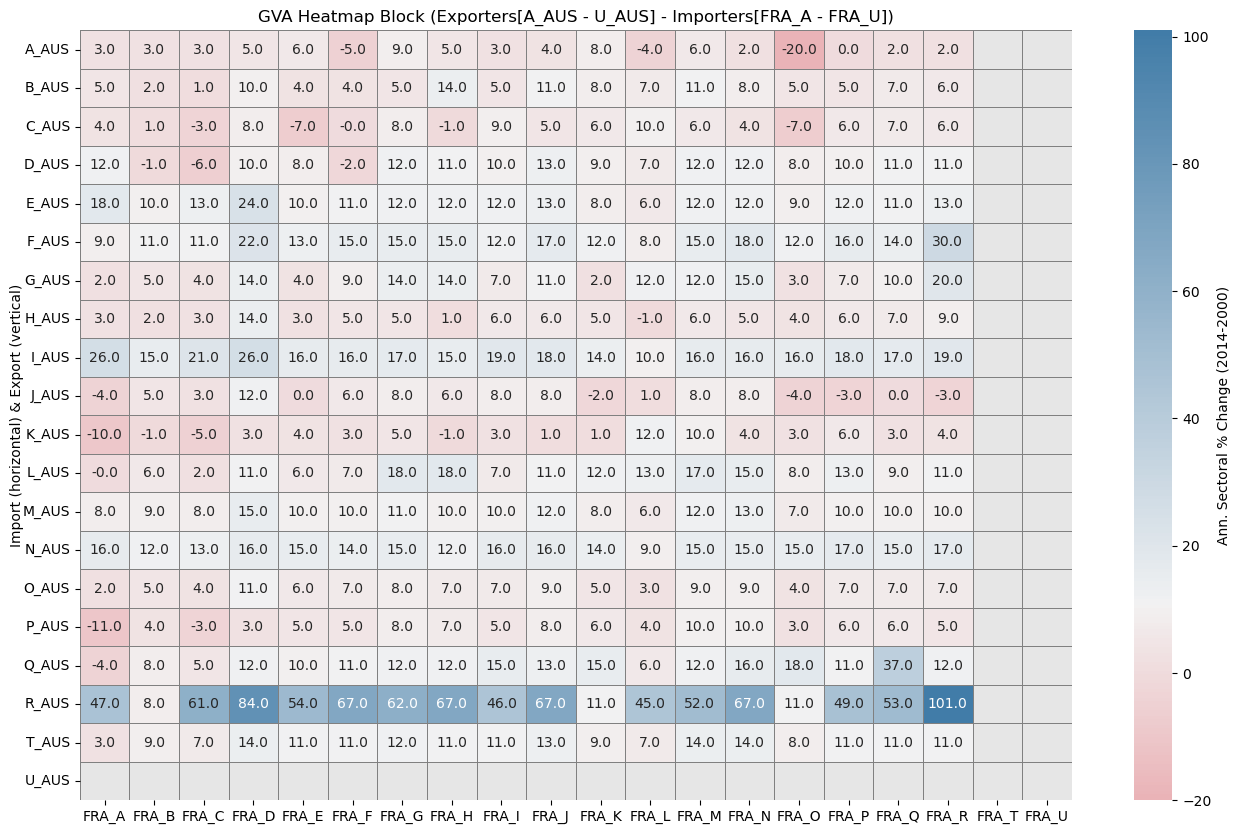 GVA Heatmap Block (Exporters[A_AUS - U_AUS] - Importers[FRA_A - FRA_U])
Import (horizontal) & Export (vertical)
A_AUS 3.0 3.0 3.0 5.0 6.0 -5.0 9.0 5.0 3.0 4.0 8.0 -4.0 6.0 2.0 -20.0 0.0 2.0 2.0
B_AUS 5.0 2.0 1.0 10.0 4.0 4.0 5.0 14.0 5.0 11.0 8.0 7.0 11.0 8.0 5.0 5.0 7.0 6.0
C_AUS 4.0 1.0 -3.0 8.0 -7.0 -0.0 8.0 -1.0 9.0 5.0 6.0 10.0 6.0 4.0 -7.0 6.0 7.0 6.0
D_AUS 12.0 -1.0 -6.0 10.0 8.0 -2.0 12.0 11.0 10.0 13.0 9.0 7.0 12.0 12.0 8.0 10.0 11.0 11.0
E_AUS 18.0 10.0 13.0 24.0 10.0 11.0 12.0 12.0 12.0 13.0 8.0 6.0 12.0 12.0 9.0 12.0 11.0 13.0
F_AUS 9.0 11.0 11.0 22.0 13.0 15.0 15.0 15.0 12.0 17.0 12.0 8.0 15.0 18.0 12.0 16.0 14.0 30.0
G_AUS 2.0 5.0 4.0 14.0 4.0 9.0 14.0 14.0 7.0 11.0 2.0 12.0 12.0 15.0 3.0 7.0 10.0 20.0
H_AUS 3.0 2.0 3.0 14.0 3.0 5.0 5.0 1.0 6.0 6.0 5.0 -1.0 6.0 5.0 4.0 6.0 7.0 9.0
I_AUS 26.0 15.0 21.0 26.0 16.0 16.0 17.0 15.0 19.0 18.0 14.0 10.0 16.0 16.0 16.0 18.0 17.0 19.0
J_AUS -4.0 5.0 3.0 12.0 0.0 6.0 8.0 6.0 8.0 8.0 -2.0 1.0 8.0 8.0 -4.0 -3.0 0.0 -3.0
K_AUS -10.0 -1.0 -5.0 3.0 4.0 3.0 5.0 -1.0 3.0 1.0 1.0 12.0 10.0 4.0 3.0 6.0 3.0 4.0
L_AUS -0.0 6.0 2.0 11.0 6.0 7.0 18.0 18.0 7.0 11.0 12.0 13.0 17.0 15.0 8.0 13.0 9.0 11.0
M_AUS 8.0 9.0 8.0 15.0 10.0 10.0 11.0 10.0 10.0 12.0 8.0 6.0 12.0 13.0 7.0 10.0 10.0 10.0
N_AUS 16.0 12.0 13.0 16.0 15.0 14.0 15.0 12.0 16.0 16.0 14.0 9.0 15.0 15.0 15.0 17.0 15.0 17.0
O_AUS 2.0 5.0 4.0 11.0 6.0 7.0 8.0 7.0 7.0 9.0 5.0 3.0 9.0 9.0 4.0 7.0 7.0 7.0
P_AUS -11.0 4.0 -3.0 3.0 5.0 5.0 8.0 7.0 5.0 8.0 6.0 4.0 10.0 10.0 3.0 6.0 6.0 5.0
Q_AUS -4.0 8.0 5.0 12.0 10.0 11.0 12.0 12.0 15.0 13.0 15.0 6.0 12.0 16.0 18.0 11.0 37.0 12.0
R_AUS 47.0 8.0 61.0 84.0 54.0 67.0 62.0 67.0 46.0 67.0 11.0 45.0 52.0 67.0 11.0 49.0 53.0 101.0
T_AUS 3.0 9.0 7.0 14.0 11.0 11.0 12.0 11.0 11.0 13.0 9.0 7.0 14.0 14.0 8.0 11.0 11.0 11.0
U_AUS
FRA_A FRA_B FRA_C FRA_D FRA_E FRA_F FRA_G FRA_H FRA_I FRA_J FRA_K FRA_L FRA_M FRA_N FRA_O FRA_P FRA_Q FRA_R FRA_T FRA_U
100
80
60
40
20
0
−20
Ann. Sectoral % Change (2014-2000)